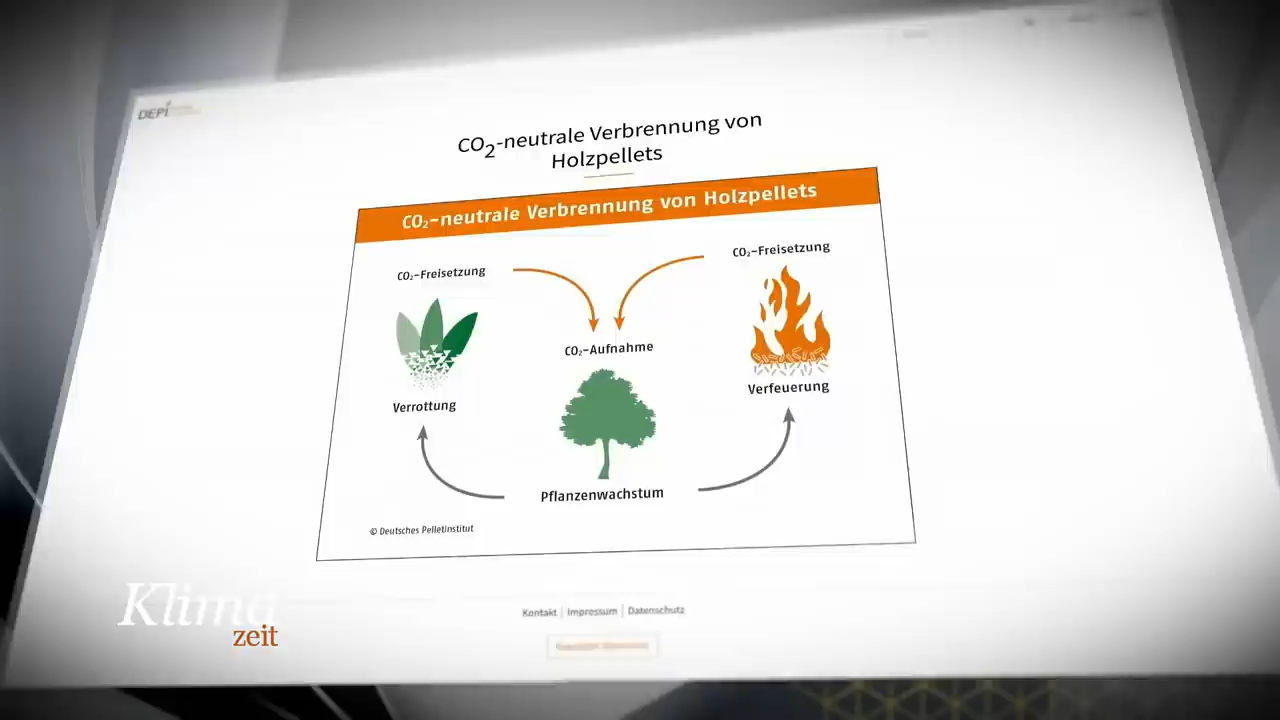 DEPI
CO₂-neutrale Verbrennung von
Holzpellets
CO₂-neutrale Verbrennung von Holzpellets
CO₂-Freisetzung
CO₂-Freisetzung
CO₂-Aufnahme
Verrottung
Verfeuerung
Pflanzenwachstum
© Deutsches Pelletinstitut
Kontakt | Impressum | Datenschutz
Klima
zeit